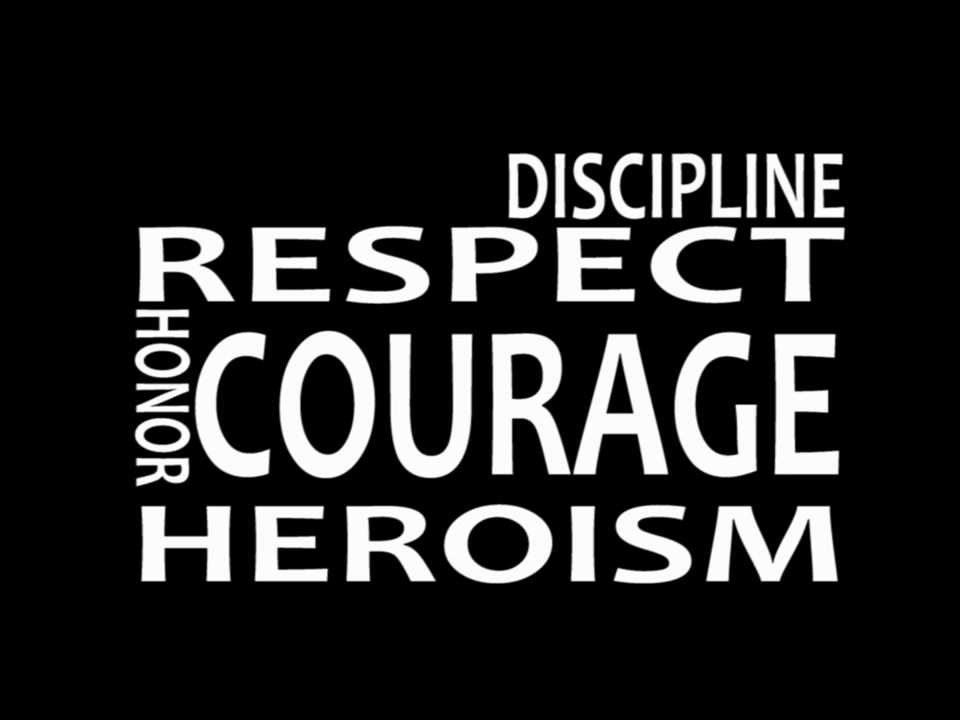 DISCIPLINE
RESPECT
HONOR
COURAGE
HEROISM